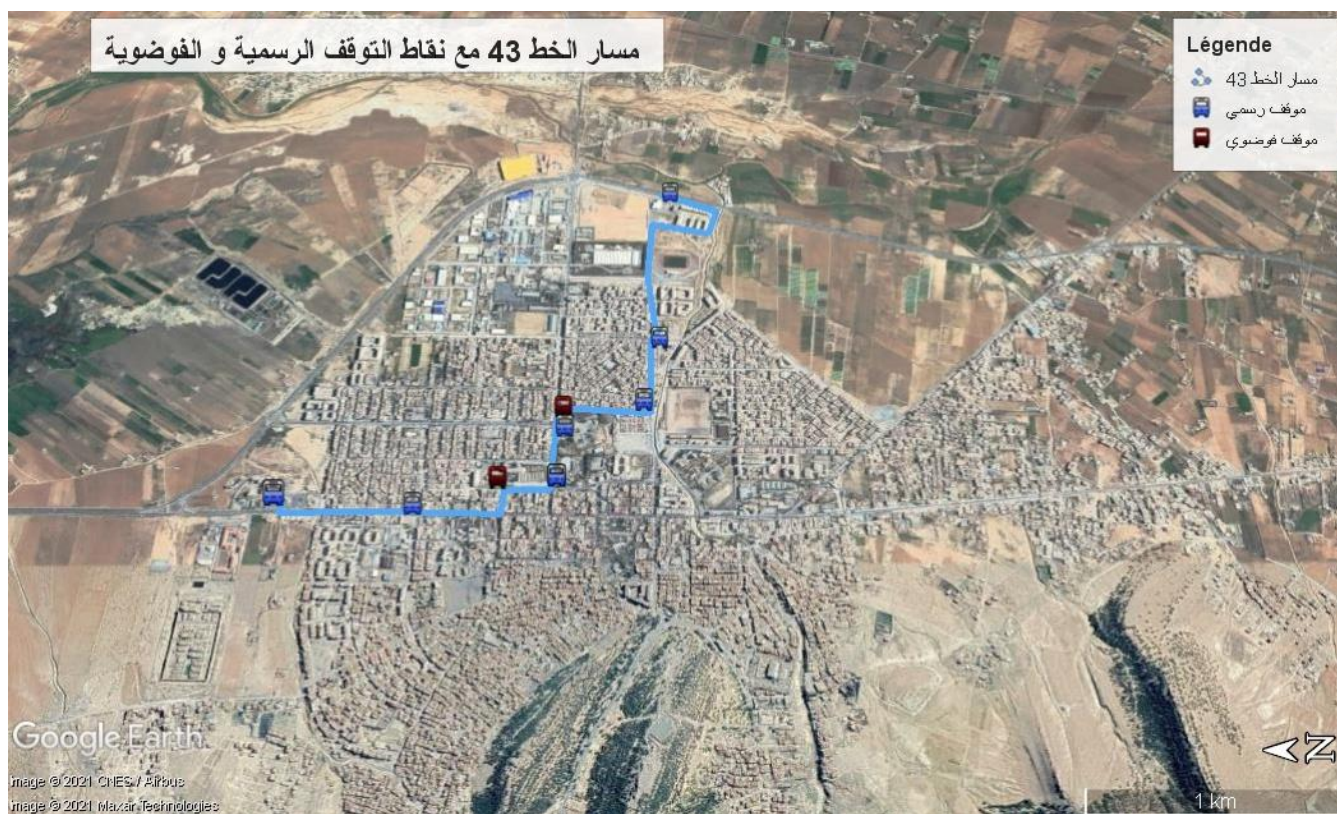 مسار الخط 43 مع نقاط التوقف الرسمية و الفوضوية
Légende
مسار الخط 43
موقف رسمي
موقف فوضوي
Google Earth
Image © 2021 CNES / Airbus
Image © 2021 Maxar Technologies
N
1 km